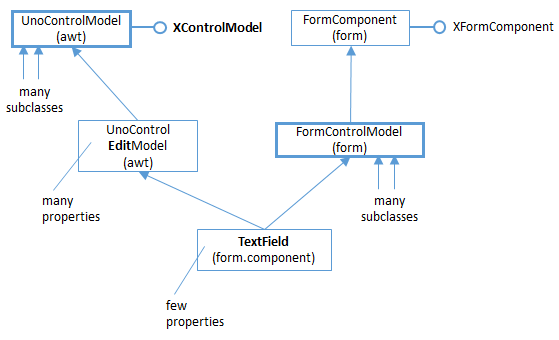 UnoControlModel
(awt)
XControlModel
FormComponent
(form)
XFormComponent
many
subclasses
UnoControl
EditModel
(awt)
FormControlModel
(form)
many
properties
many
subclasses
TextField
(form.component)
few
properties